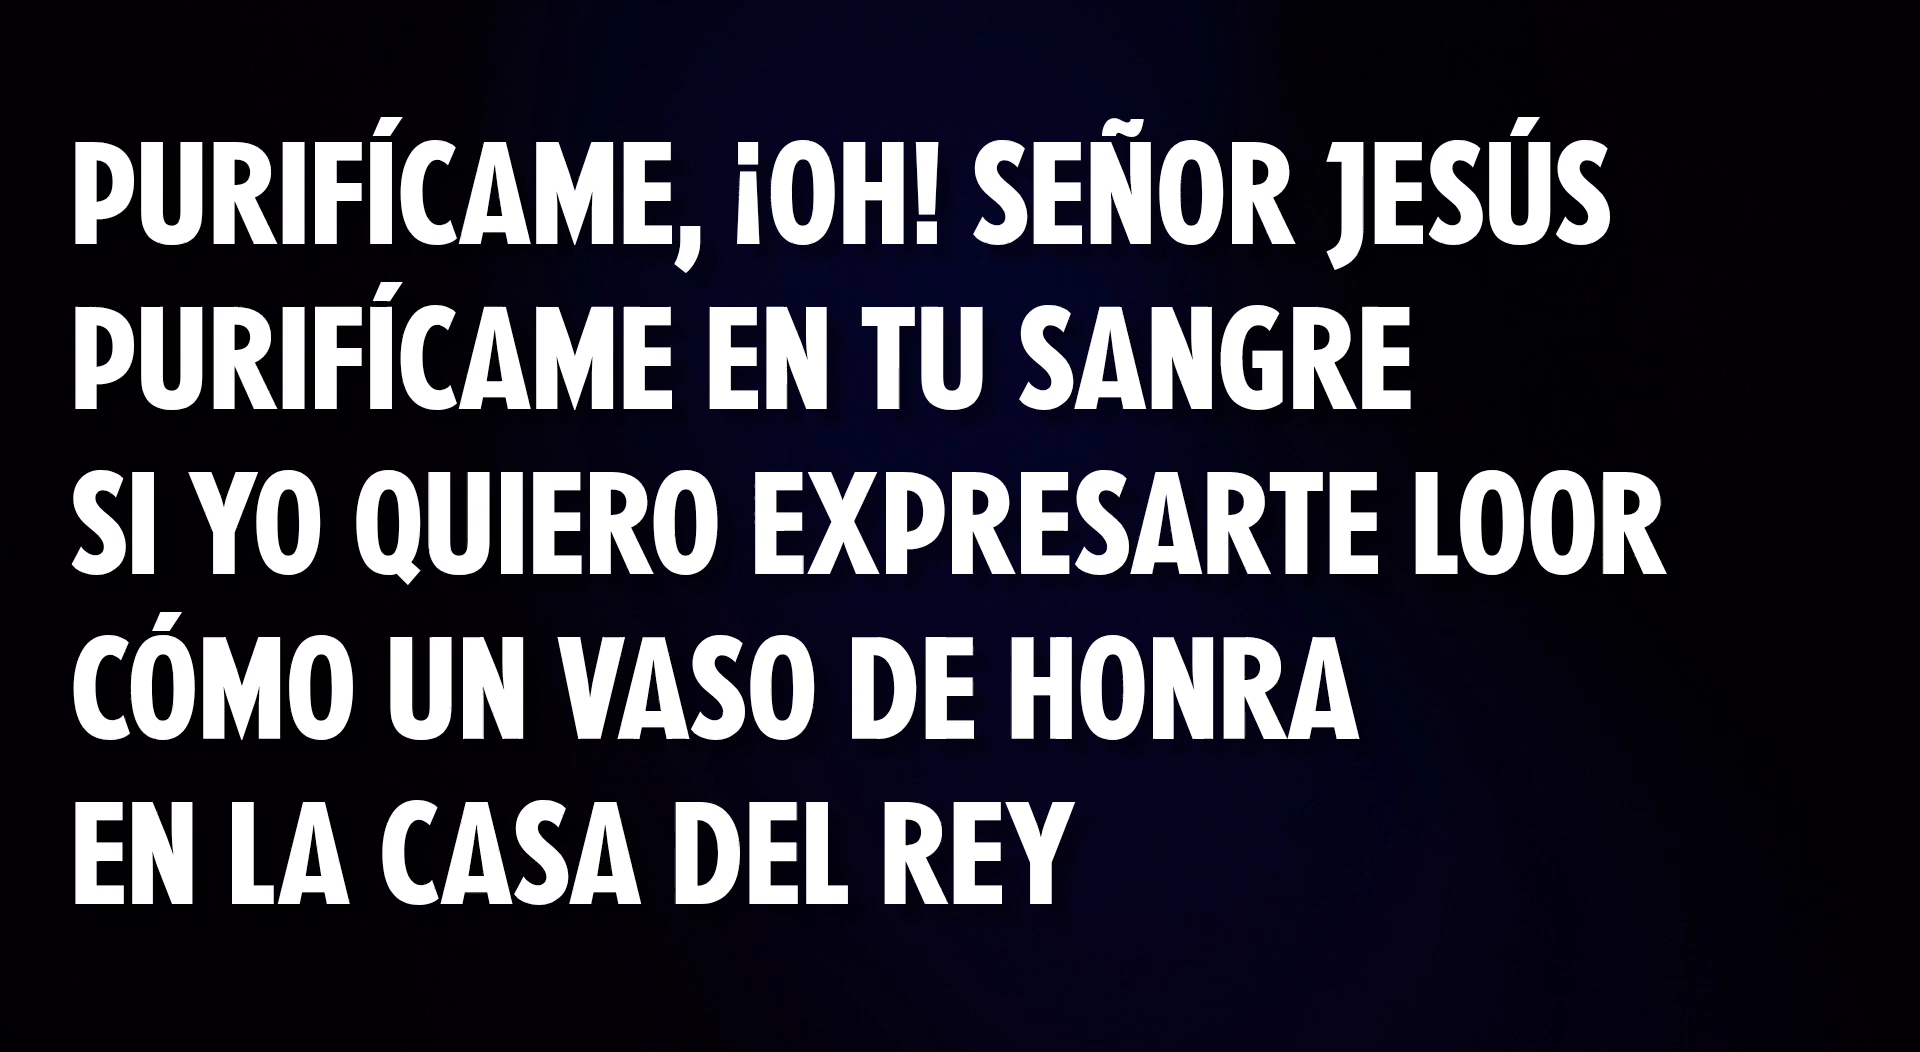 PURIFÍCAME, ¡OH! SEÑOR JESÚS
PURIFÍCAME EN TU SANGRE
SI YO QUIERO EXPRESARTE LOOR
CÓMO UN VASO DE HONRA
EN LA CASA DEL REY